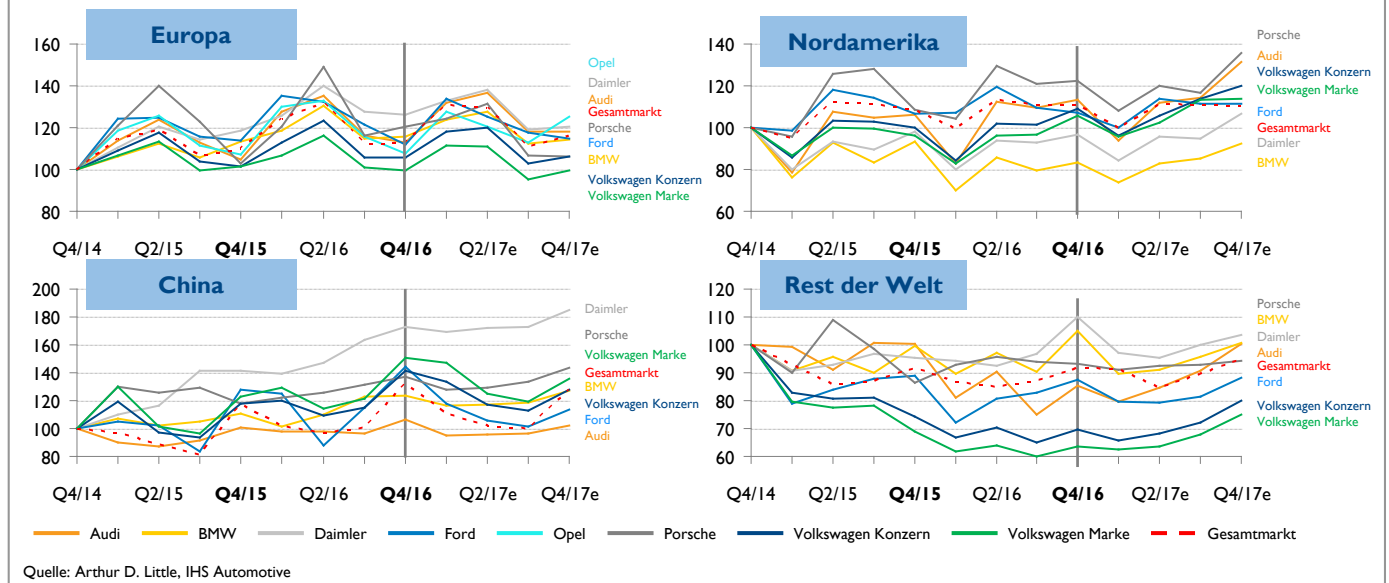 Europa
160
140
120
100
80
Opel
Daimler
Audi
Gesamtmarkt
Porsche
Ford
BMW
Volkswagen Konzern
Volkswagen Marke
Q4/14 Q2/15 Q4/15 Q2/16 Q4/16 Q2/17e Q4/17e
Nordamerika
140
120
100
80
60
Porsche
Audi
Volkswagen Konzern
Volkswagen Marke
Ford
Gesamtmarkt
Daimler
BMW
Q4/14 Q2/15 Q4/15 Q2/16 Q4/16 Q2/17e Q4/17e
China
200
180
160
140
120
100
80
Daimler
Porsche
Volkswagen Marke
Gesamtmarkt
BMW
Volkswagen Konzern
Ford
Audi
Q4/14 Q2/15 Q4/15 Q2/16 Q4/16 Q2/17e Q4/17e
Rest der Welt
120
110
100
90
80
70
60
Porsche
BMW
Daimler
Audi
Gesamtmarkt
Ford
Volkswagen Konzern
Volkswagen Marke
Q4/14 Q2/15 Q4/15 Q2/16 Q4/16 Q2/17e Q4/17e
Audi BMW Daimler Ford Opel Porsche Volkswagen Konzern Volkswagen Marke Gesamtmarkt
Quelle: Arthur D. Little, IHS Automotive